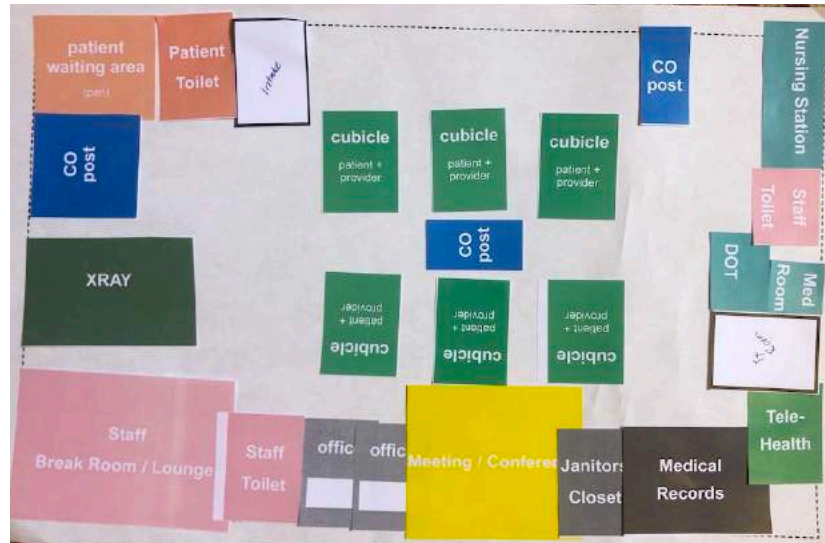 patient
waiting area
(pen)
Patient
Toilet
Intake
CO
post
Nursing Station
CO
post
cubicle
patient +
provider
cubicle
patient +
provider
cubicle
patient +
provider
Staff
Toilet
CO
post
DOT
Med
Room
XRAY
cubicle
patient +
provider
cubicle
patient +
provider
cubicle
patient +
provider
Room
Staff
Break Room / Lounge
Staff
Toilet
offic
offic
Meeting / Conferen
Janitors
Closet
Medical
Records
Tele-
Health